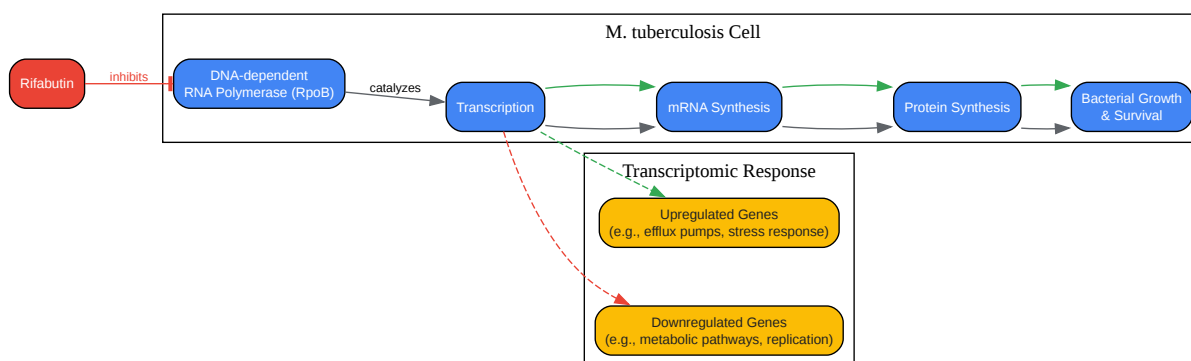 M. tuberculosis Cell
Rifabutin
inhibits
DNA-dependent
RNA Polymerase (RpoB)
catalyzes
Transcription
mRNA Synthesis
Protein Synthesis
Bacterial Growth
& Survival
Transcriptomic Response
Upregulated Genes
(e.g., efflux pumps, stress response)
Downregulated Genes
(e.g., metabolic pathways, replication)